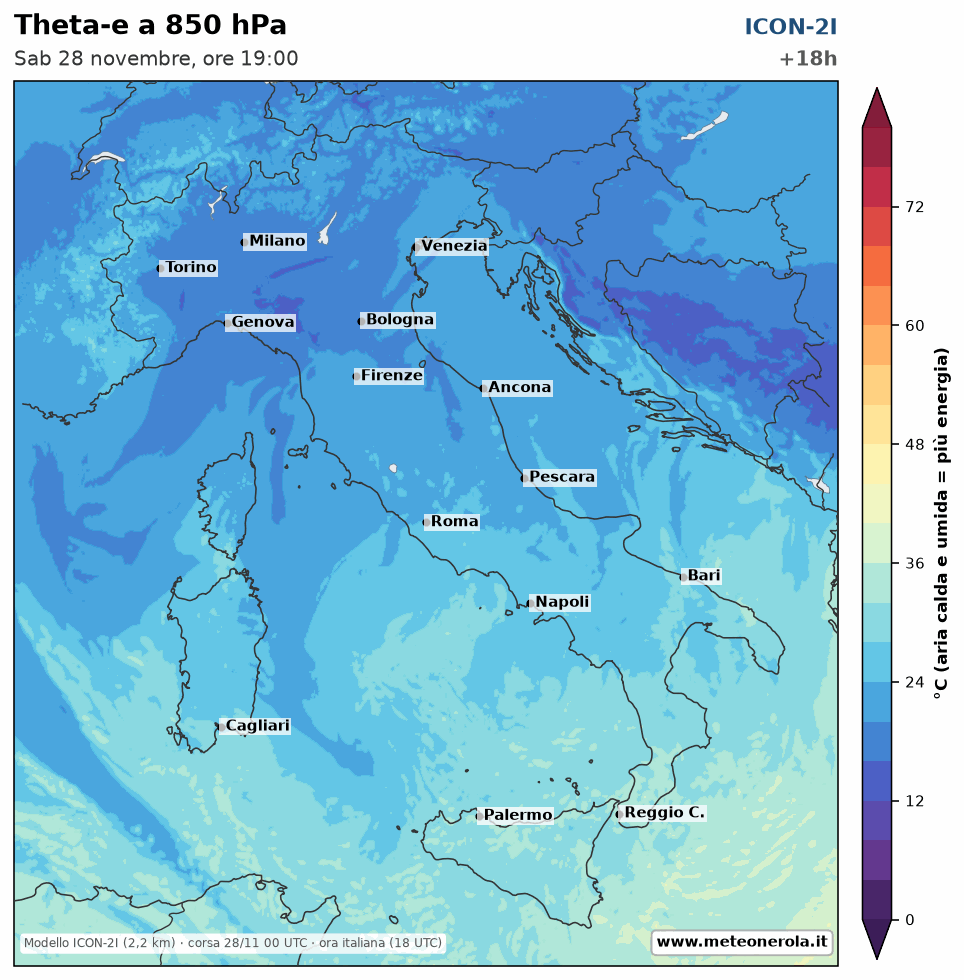 Theta-e a 850 hPa
ICON-2I
Sab 28 novembre, ore 19:00
+18h
Milano
Venezia
Torino
Genova
Bologna
Firenze
Ancona
Pescara
Roma
Bari
Napoli
Cagliari
Palermo
Reggio C.
72
60
48
36
24
12
0
°C (aria calda e umida = più energia)
Modello ICON-2I (2,2 km) · corsa 28/11 00 UTC · ora italiana (18 UTC)
www.meteonerola.it